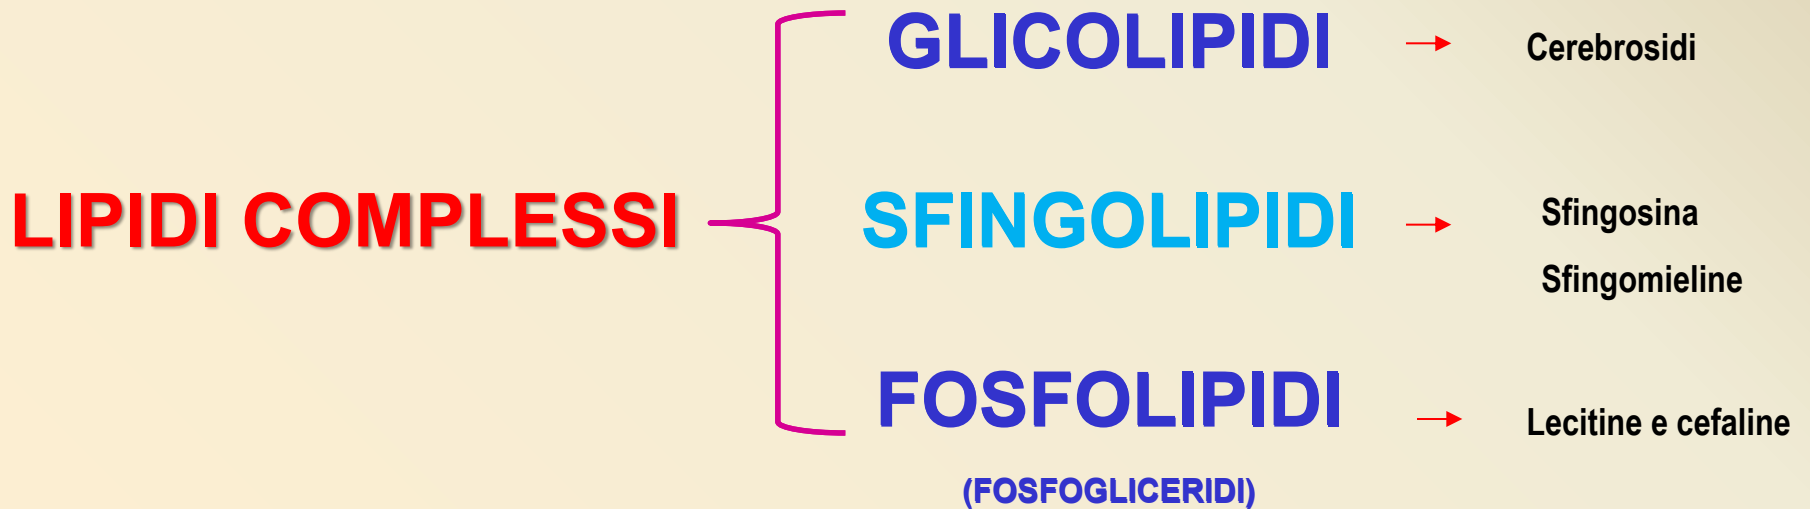 GLICOLIPIDI
Cerebrosidi
LIPIDI COMPLESSI
SFINGOLIPIDI
Sfingosina
Sfingomieline
FOSFOLIPIDI
Lecitine e cefaline
(FOSFOGLICERIDI)